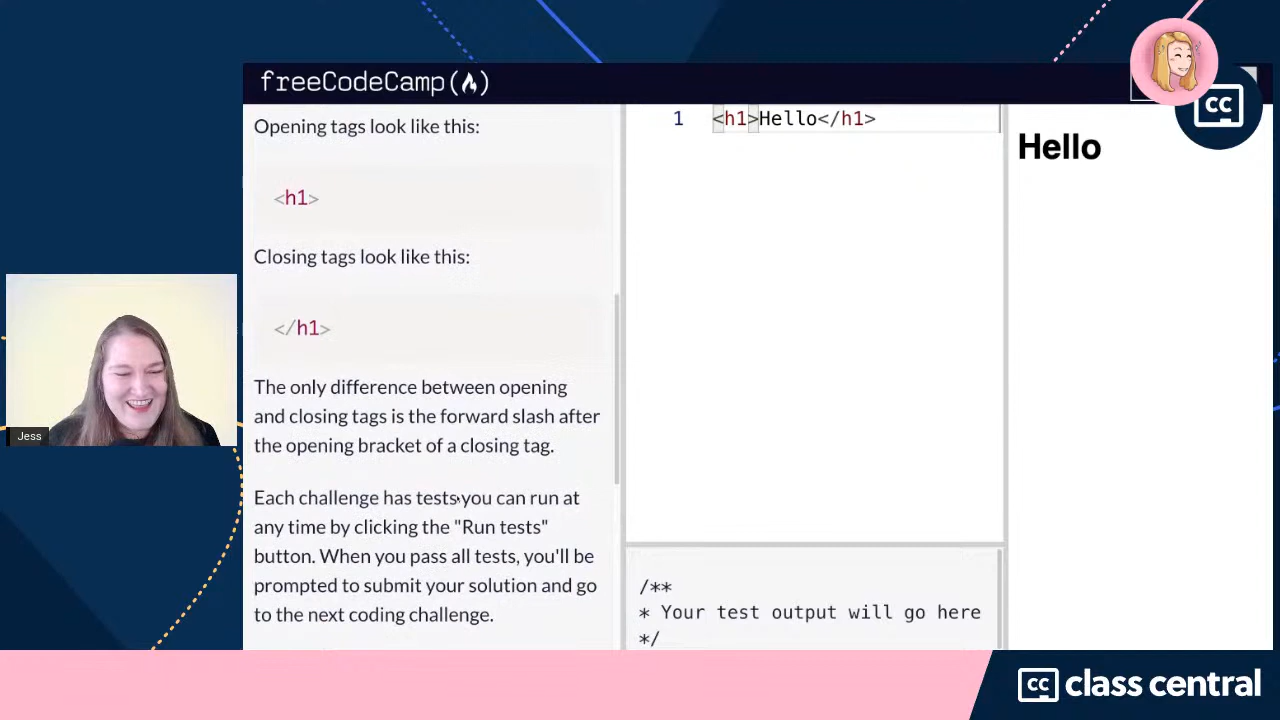 freeCodeCamp
Opening tags look like this:
<h1>
Closing tags look like this:
</h1>
The only difference between opening
and closing tags is the forward slash after
the opening bracket of a closing tag.
Each challenge has tests you can run at
any time by clicking the "Run tests"
button. When you pass all tests, you'll be
prompted to submit your solution and go
to the next coding challenge.
1 <h1>Hello</h1>
/**
* Your test output will go here
*/
Hello
cc
Jess
cc class central